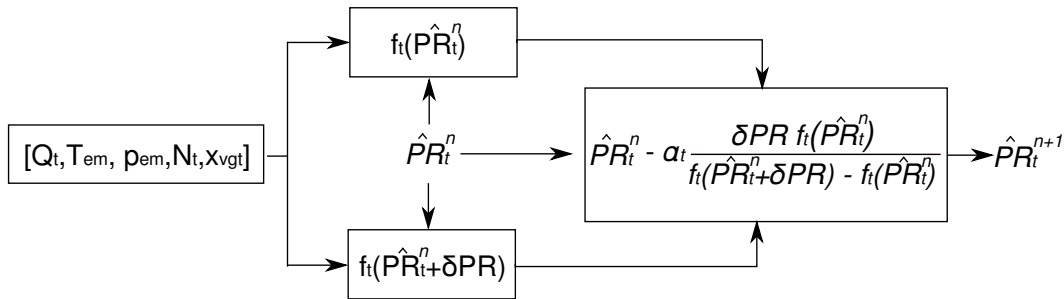 f_t(P̂R_t^n)
[Q_t,T_em, p_em,N_t,x_vgt]
P̂R_t^n
P̂R_t^n - α_t \frac{δPR f_t(P̂R_t^n)}{f_t(P̂R_t^n+δPR) - f_t(P̂R_t^n)}
P̂R_t^{n+1}
f_t(P̂R_t^n+δPR)